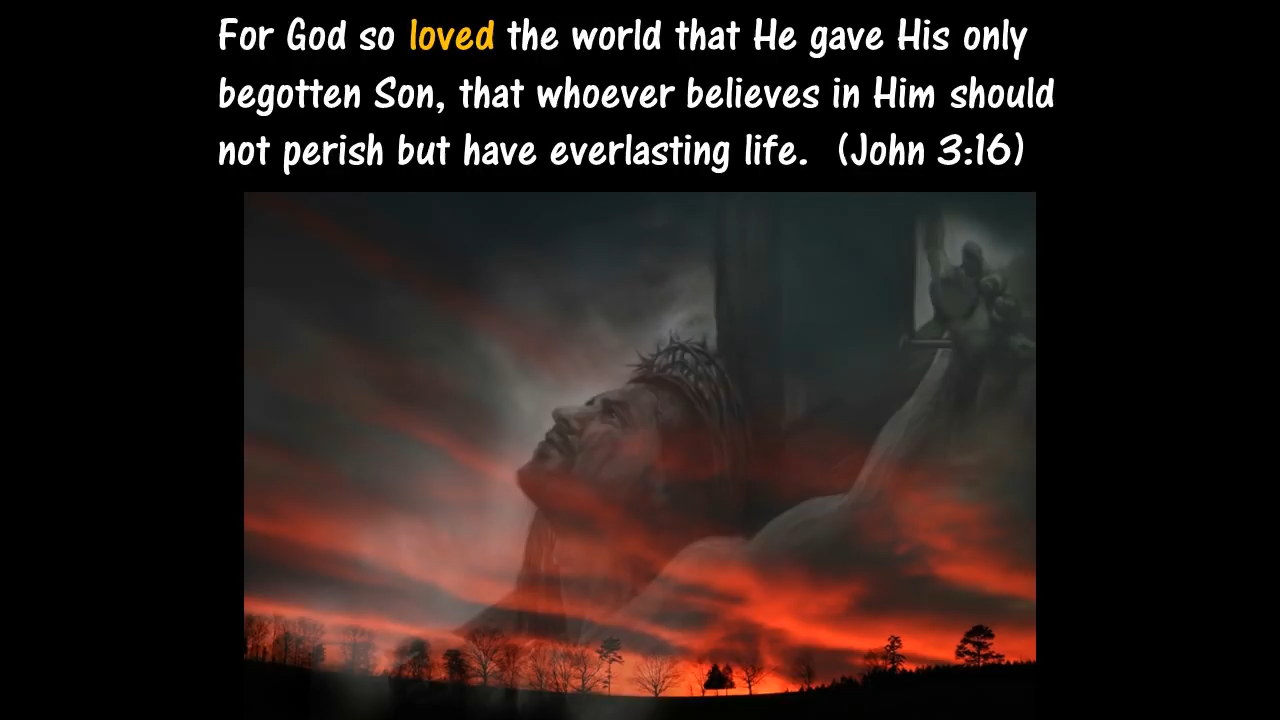 For God so loved the world that He gave His only
begotten Son, that whoever believes in Him should
not perish but have everlasting life.  (John 3:16)